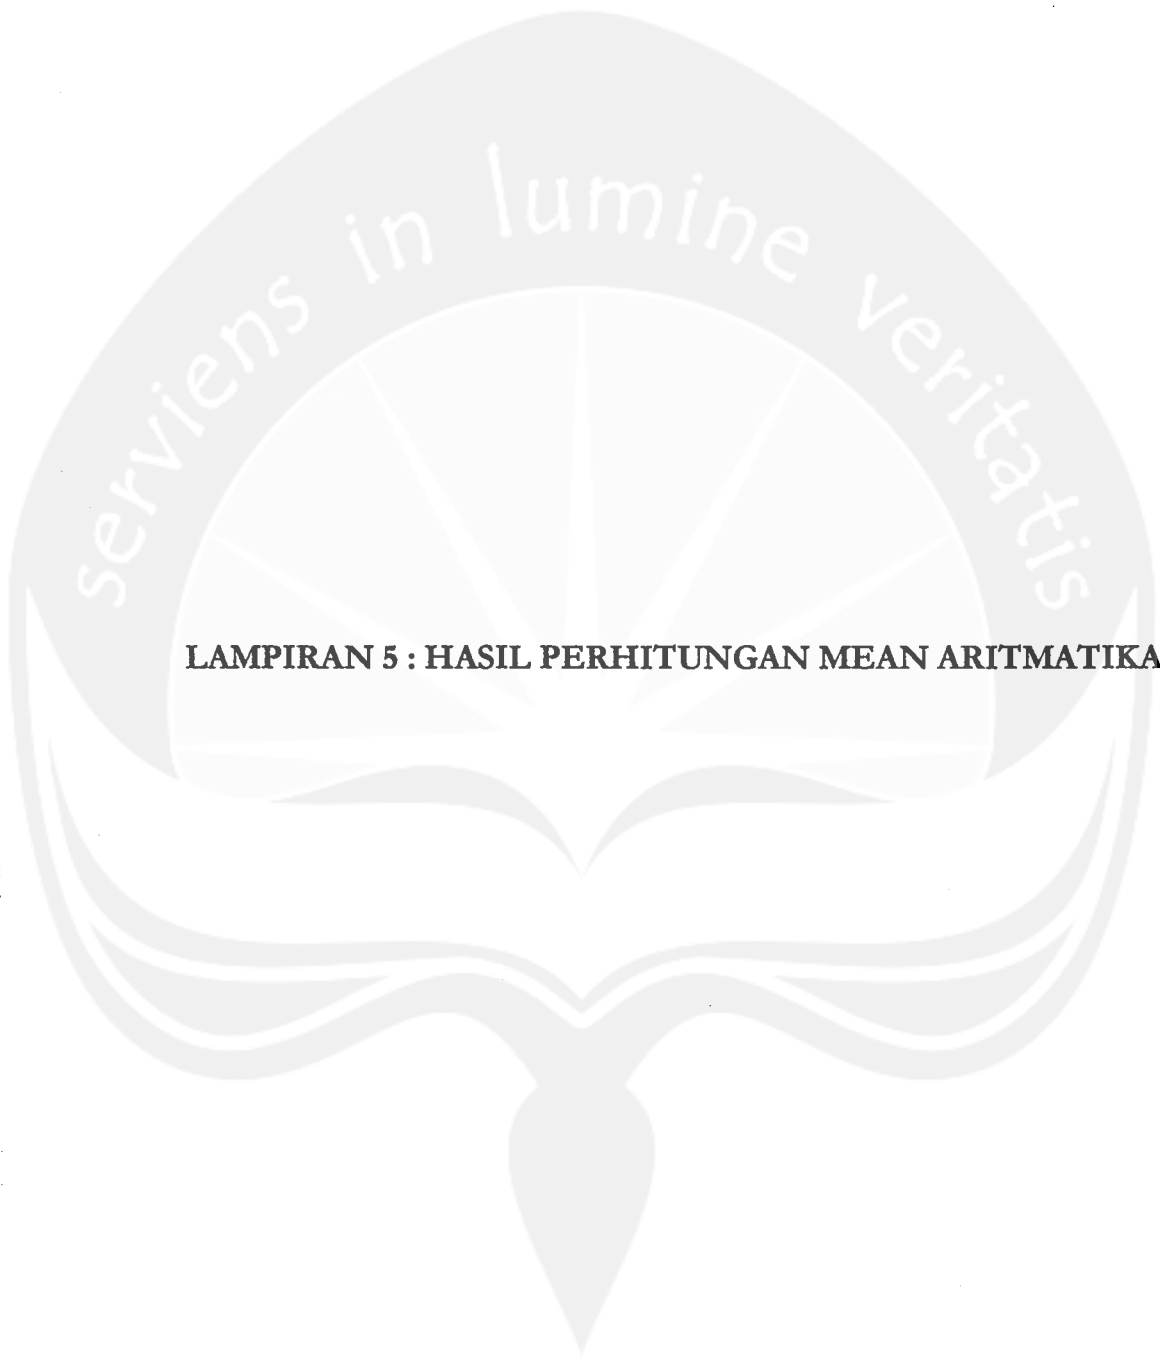 serviens in lumine veritatis
LAMPIRAN 5 : HASIL PERHITUNGAN MEAN ARITMATIKA